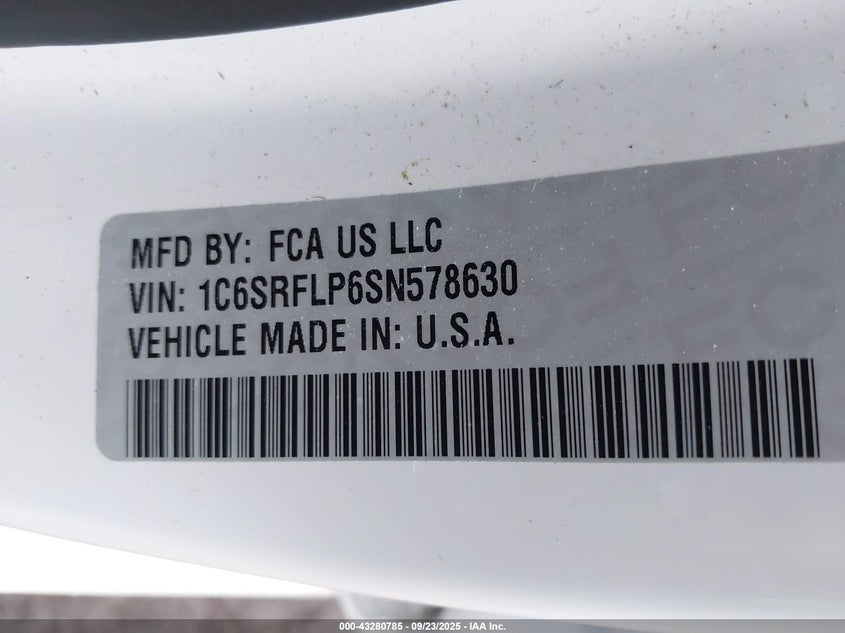 MFD BY: FCA US LLC
VIN: 1C6SRFLP6SN578630
VEHICLE MADE IN: U.S.A.
000-43280785 - 09/23/2025 - IAA Inc.